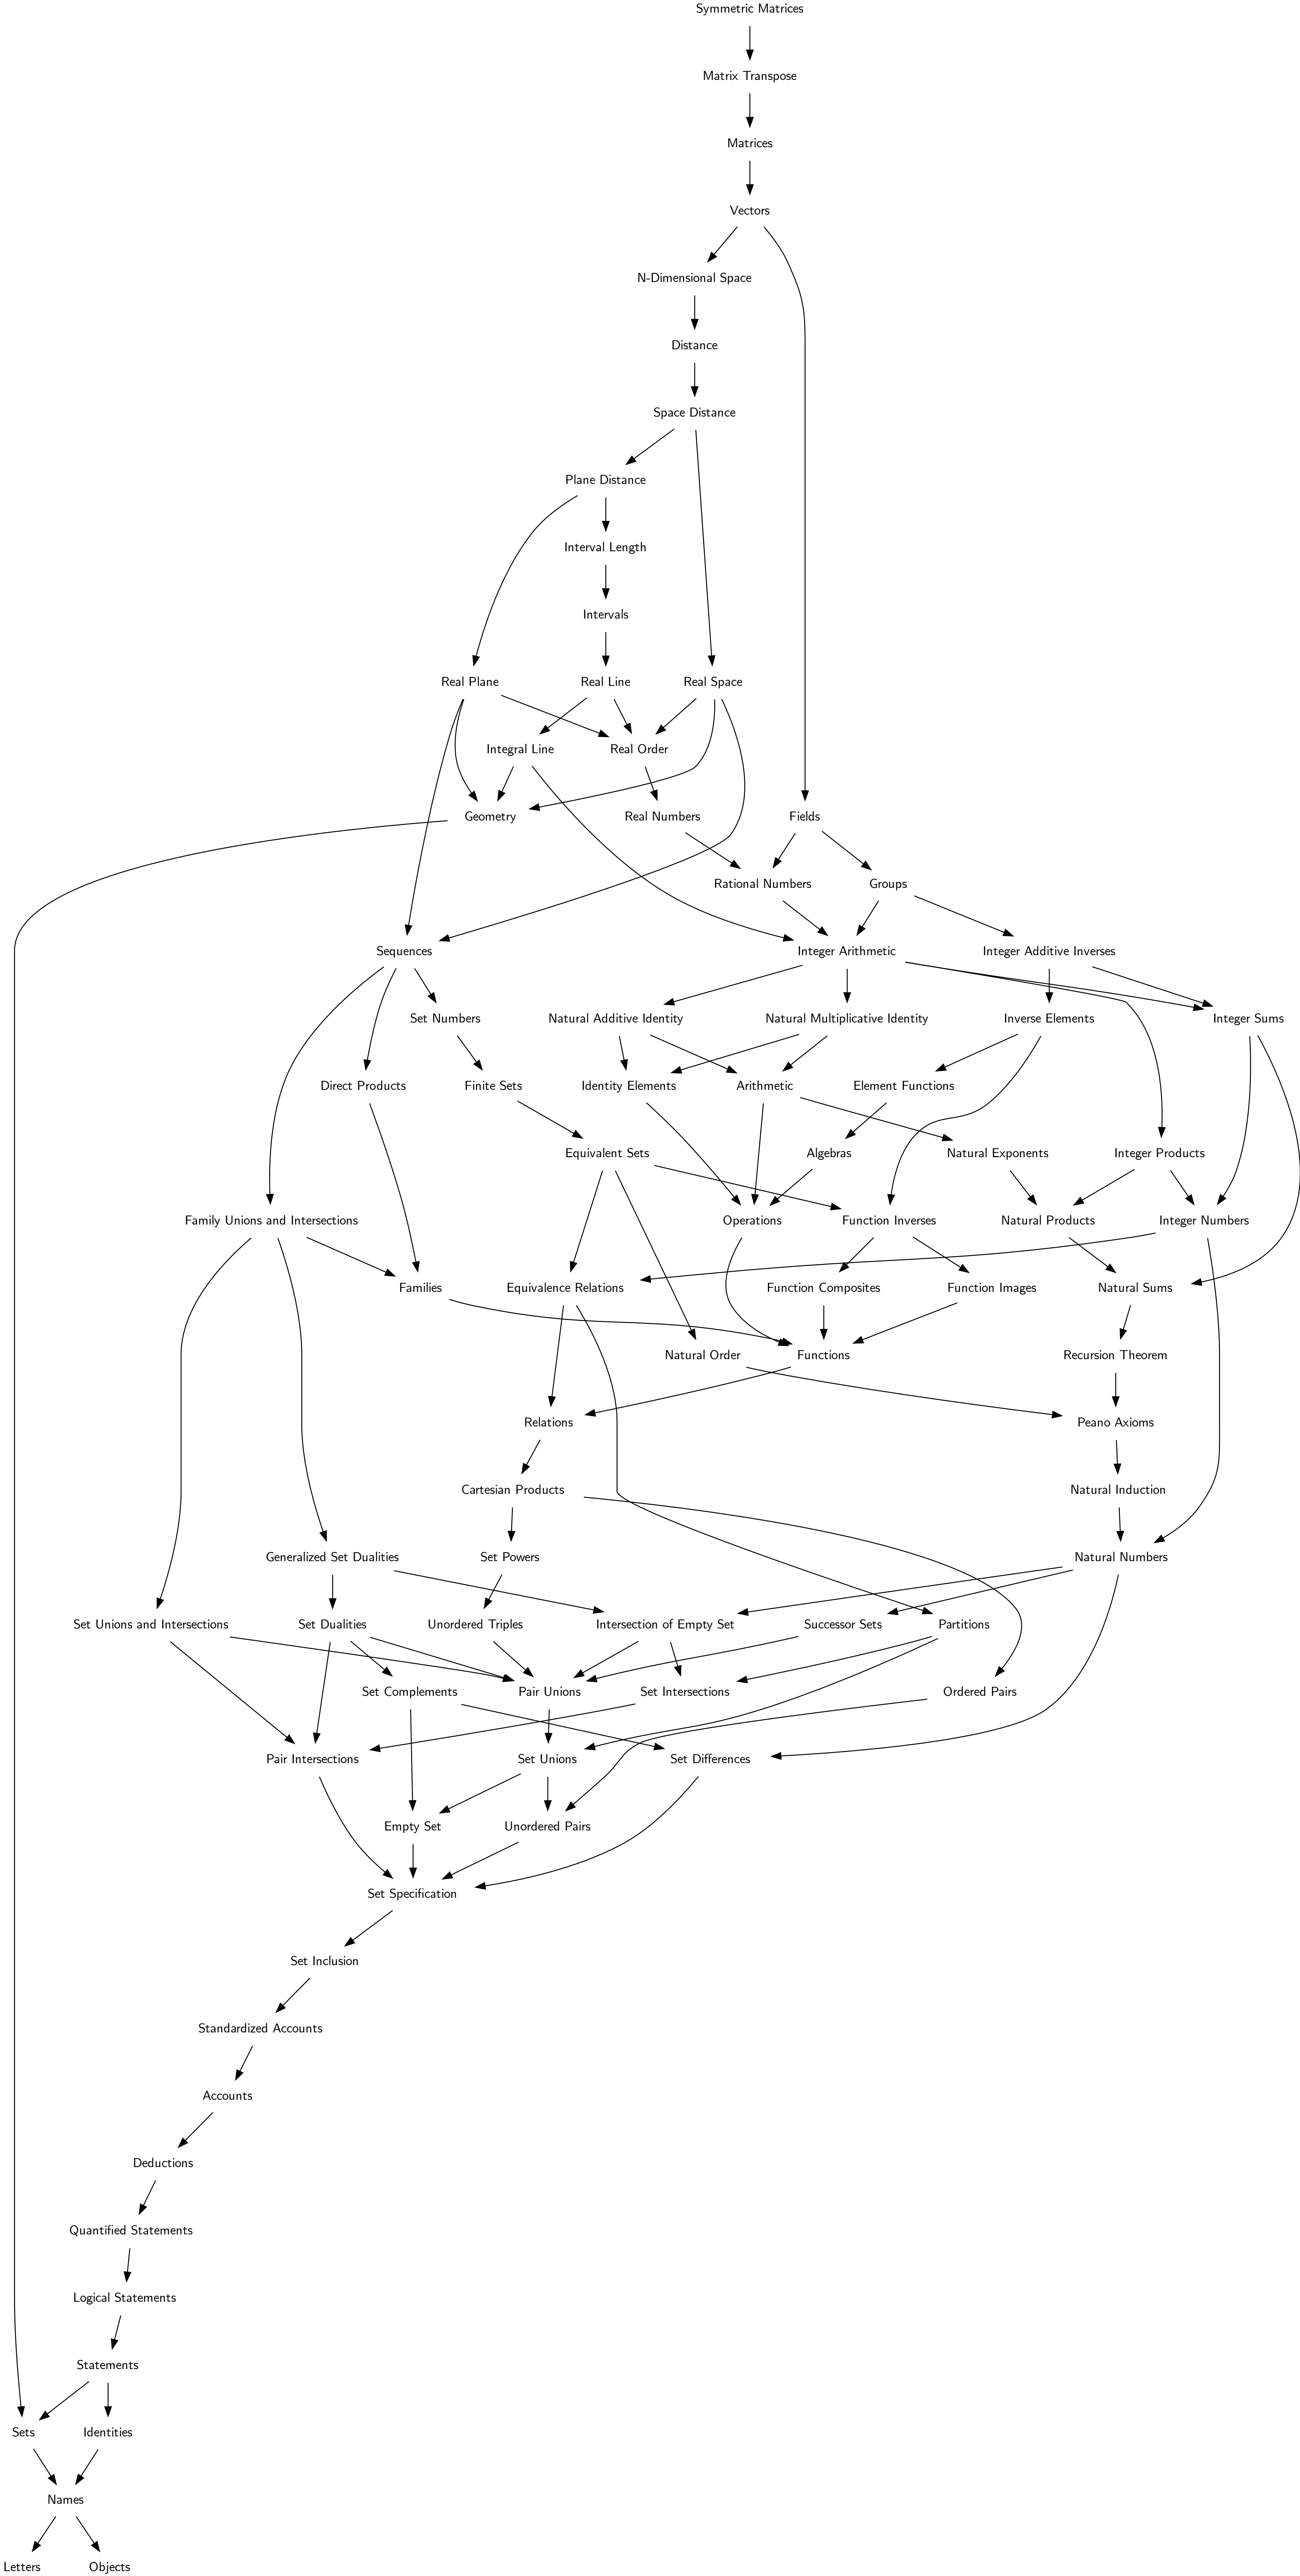 Symmetric Matrices
Matrix Transpose
Matrices
Vectors
N-Dimensional Space
Distance
Space Distance
Plane Distance
Interval Length
Intervals
Real Plane
Real Line
Real Space
Integral Line
Real Order
Geometry
Real Numbers
Fields
Rational Numbers
Groups
Sequences
Integer Arithmetic
Integer Additive Inverses
Set Numbers
Natural Additive Identity
Natural Multiplicative Identity
Inverse Elements
Integer Sums
Direct Products
Finite Sets
Identity Elements
Arithmetic
Element Functions
Equivalent Sets
Algebras
Natural Exponents
Integer Products
Family Unions and Intersections
Operations
Function Inverses
Natural Products
Integer Numbers
Families
Equivalence Relations
Function Composites
Function Images
Natural Sums
Natural Order
Functions
Recursion Theorem
Relations
Peano Axioms
Cartesian Products
Natural Induction
Generalized Set Dualities
Set Powers
Natural Numbers
Set Unions and Intersections
Set Dualities
Unordered Triples
Intersection of Empty Set
Successor Sets
Partitions
Set Complements
Pair Unions
Set Intersections
Ordered Pairs
Pair Intersections
Set Unions
Set Differences
Empty Set
Unordered Pairs
Set Specification
Set Inclusion
Standardized Accounts
Accounts
Deductions
Quantified Statements
Logical Statements
Statements
Sets
Identities
Names
Letters
Objects